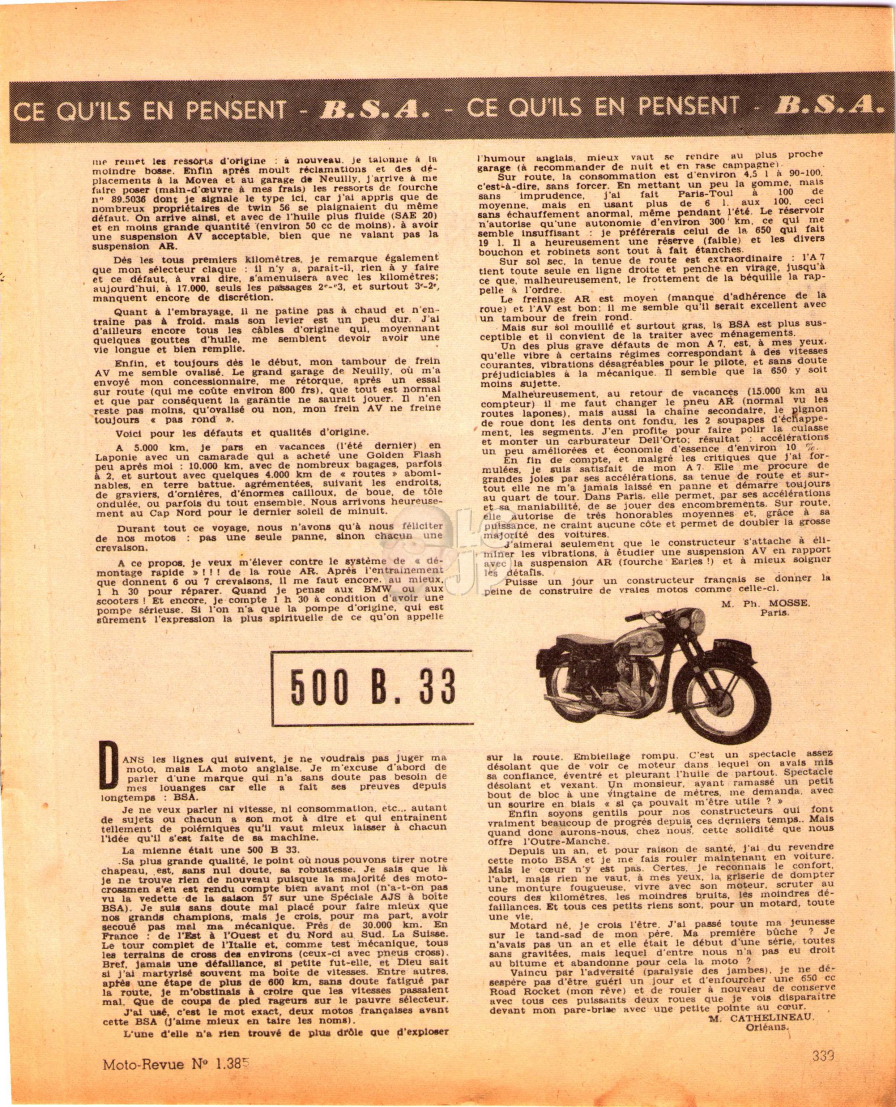 CE QU'ILS EN PENSENT - B.S.A. - CE QU'ILS EN PENSENT - B.S.A.
me remet les ressorts d'origine : à nouveau, je talonne à la
moindre bosse. Enfin après moult réclamations et des dé-
placements à la Movea et au garage de Neuilly, j'arrive à me
faire poser (main-d'œuvre à mes frais) les ressorts de fourche
n° 89.5036 dont je signale le type ici, car j'ai appris que de
nombreux propriétaires de twin 56 se plaignaient du même
défaut. On arrive ainsi, et avec de l'huile plus fluide (SAE 20)
et en moins grande quantité (environ 50 cc de moins), à avoir
une suspension AV acceptable, bien que ne valant pas la
suspension AR.
Dès les tous premiers kilomètres, je remarque également
que mon sélecteur claque : il n'y a, paraît-il, rien à y faire
et ce défaut, à vrai dire, s'amenuisera avec les kilomètres;
aujourd'hui, à 17.000, seuls les passages 2e-3e, et surtout 3e-2e,
manquent encore de discrétion.
Quant à l'embrayage, il ne patine pas à chaud et n'en-
traîne pas à froid, mais son levier est un peu dur. J'ai
d'ailleurs encore tous les câbles d'origine qui, moyennant
quelques gouttes d'huile, me semblent devoir avoir une
vie longue et bien remplie.
Enfin, et toujours dès le début, mon tambour de frein
AV me semble ovalisé. Le grand garage de Neuilly, où m'a
envoyé mon concessionnaire, me rétorque, après un essai
sur route (qui me coûte environ 800 frs), que tout est normal
et que par conséquent la garantie ne saurait jouer. Il n'en
reste pas moins, qu'ovalisé ou non, mon frein AV ne freine
toujours « pas rond ».
Voici pour les défauts et qualités d'origine.
A 5.000 km, je pars en vacances (l'été dernier) en
Laponie avec un camarade qui a acheté une Golden Flash
peu après moi : 10.000 km, avec de nombreux bagages, parfois
à 2, et surtout avec quelques 4.000 km de « routes » abomi-
nables, en terre battue, agrémentées, suivant les endroits,
de graviers, d'ornières, d'énormes cailloux, de boue, de tôle
ondulée, ou parfois du tout ensemble. Nous arrivons heureuse-
ment au Cap Nord pour le dernier soleil de minuit.
Durant tout ce voyage, nous n'avons qu'à nous féliciter
de nos motos : pas une seule panne, sinon chacun une
crevaison.
A ce propos, je veux m'élever contre le système de « dé-
montage rapide » ! ! ! de la roue AR. Après l'entraînement
que donnent 6 ou 7 crevaisons, il me faut encore, au mieux,
1 h 30 pour réparer. Quand je pense aux BMW ou aux
scooters ! Et encore, je compte 1 h 30 à condition d'avoir une
pompe sérieuse. Si l'on n'a que la pompe d'origine, qui est
sûrement l'expression la plus spirituelle de ce qu'on appelle
l'humour anglais, mieux vaut se rendre au plus proche
garage (à recommander de nuit et en rase campagne).
Sur route, la consommation est d'environ 4,5 l à 90-100,
c'est-à-dire, sans forcer. En mettant un peu la gomme, mais
sans imprudence, j'ai fait Paris-Toul à 100 de
moyenne, mais en usant plus de 6 l. aux 100, ceci
sans échauffement anormal, même pendant l'été. Le réservoir
n'autorise qu'une autonomie d'environ 300 km, ce qui me
semble insuffisant : je préférerais celui de la 650 qui fait
19 l. Il a heureusement une réserve (faible) et les divers
bouchon et robinets sont tout à fait étanches.
Sur sol sec, la tenue de route est extraordinaire : l'A 7
tient toute seule en ligne droite et penche en virage, jusqu'à
ce que, malheureusement, le frottement de la béquille la rap-
pelle à l'ordre.
Le freinage AR est moyen (manque d'adhérence de la
roue) et l'AV est bon; il me semble qu'il serait excellent avec
un tambour de frein rond.
Mais sur sol mouillé et surtout gras, la BSA est plus sus-
ceptible et il convient de la traiter avec ménagements.
Un des plus grave défauts de mon A 7, est, à mes yeux,
qu'elle vibre à certains régimes correspondant à des vitesses
courantes, vibrations désagréables pour le pilote, et sans doute
préjudiciables à la mécanique. Il semble que la 650 y soit
moins sujette.
Malheureusement, au retour de vacances (15.000 km au
compteur) il me faut changer le pneu AR (normal vu les
routes lapones), mais aussi la chaîne secondaire, le pignon
de roue dont les dents ont fondu, les 2 soupapes d'échappe-
ment, les segments. J'en profite pour faire polir la culasse
et monter un carburateur Dell'Orto; résultat : accélérations
un peu améliorées et économie d'essence d'environ 10 %.
En fin de compte, et malgré les critiques que j'ai for-
mulées, je suis satisfait de mon A 7. Elle me procure de
grandes joies par ses accélérations, sa tenue de route et sur-
tout elle ne m'a jamais laissé en panne et démarre toujours
au quart de tour. Dans Paris, elle permet, par ses accélérations
et sa maniabilité, de se jouer des encombrements. Sur route,
elle autorise de très honorables moyennes et, grâce à sa
puissance, ne craint aucune côte et permet de doubler la grosse
majorité des voitures.
J'aimerai seulement que le constructeur s'attache à éli-
miner les vibrations, à étudier une suspension AV en rapport
avec la suspension AR (fourche Earles !) et à mieux soigner
les détails.
Puisse un jour un constructeur français se donner la
peine de construire de vraies motos comme celle-ci.
M. Ph. MOSSE,
Paris.
500 B. 33
DANS les lignes qui suivent, je ne voudrais pas juger ma
moto, mais LA moto anglaise. Je m'excuse d'abord de
parler d'une marque qui n'a sans doute pas besoin de
mes louanges car elle a fait ses preuves depuis
longtemps : BSA.
Je ne veux parler ni vitesse, ni consommation, etc... autant
de sujets ou chacun a son mot à dire et qui entraînent
tellement de polémiques qu'il vaut mieux laisser à chacun
l'idée qu'il s'est faite de sa machine.
La mienne était une 500 B 33.
Sa plus grande qualité, le point où nous pouvons tirer notre
chapeau, est, sans nul doute, sa robustesse. Je sais que là
je ne trouve rien de nouveau puisque la majorité des moto-
crossmen s'en est rendu compte bien avant moi (n'a-t-on pas
vu la vedette de la saison 57 sur une Spéciale AJS à boîte
BSA). Je suis sans doute mal placé pour faire mieux que
nos grands champions, mais je crois, pour ma part, avoir
secoué pas mal ma mécanique. Près de 30.000 km. En
France : de l'Est à l'Ouest et du Nord au Sud. La Suisse.
Le tour complet de l'Italie et, comme test mécanique, tous
les terrains de cross des environs (ceux-ci avec pneus cross).
Bref, jamais une défaillance, si petite fut-elle, et Dieu sait
si j'ai martyrisé souvent ma boîte de vitesses. Entre autres,
après une étape de plus de 600 km, sans doute fatigué par
la route, je m'obstinais à croire que les vitesses passaient
mal. Que de coups de pied rageurs sur le pauvre sélecteur.
J'ai usé, c'est le mot exact, deux motos françaises avant
cette BSA (j'aime mieux en taire les noms).
L'une d'elle n'a rien trouvé de plus drôle que d'exploser
sur la route. Embiellage rompu. C'est un spectacle assez
désolant que de voir ce moteur dans lequel on avais mis
sa confiance, éventré et pleurant l'huile de partout. Spectacle
désolant et vexant. Un monsieur, ayant ramassé un petit
bout de bloc à une vingtaine de mètres, me demanda, avec
un sourire en biais « si ça pouvait m'être utile ? »
Enfin soyons gentils pour nos constructeurs qui font
vraiment beaucoup de progrès depuis ces derniers temps.. Mais
quand donc aurons-nous, chez nous, cette solidité que nous
offre l'Outre-Manche.
Depuis un an, et pour raison de santé, j'ai du revendre
cette moto BSA et je me fais rouler maintenant en voiture.
Mais le cœur n'y est pas. Certes, je reconnais le confort,
l'abri, mais rien ne vaut, à mes yeux, la griserie de dompter
une monture fougueuse, vivre avec son moteur, scruter au
cours des kilomètres, les moindres bruits, les moindres dé-
faillances. Et tous ces petits riens sont, pour un motard, toute
une vie.
Motard né, je crois l'être. J'ai passé toute ma jeunesse
sur le tand-sad de mon père. Ma première bûche ? Je
n'avais pas un an et elle était le début d'une série, toutes
sans gravitées, mais lequel d'entre nous n'a pas eu droit
au bitume et abandonne pour cela la moto ?
Vaincu par l'adversité (paralysie des jambes), je ne dé-
sespère pas d'être guéri un jour et d'enfourcher une 650 cc
Road Rocket (mon rêve) et de rouler à nouveau de conserve
avec tous ces puissants deux roues que je vois disparaître
devant mon pare-brise avec une petite pointe au cœur.
M. CATHELINEAU,
Orléans.
Moto-Revue N° 1.385
339